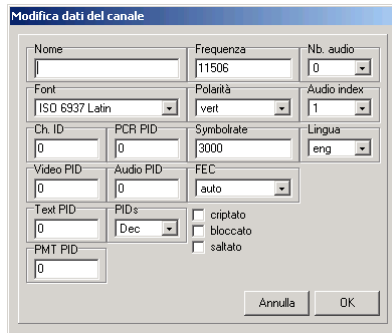 Modifica dati del canale
Nome Frequenza Nb. audio
11506 0
Font Polarità Audio index
ISO 6937 Latin vert 1
Ch. ID PCR PID Symbolrate Lingua
0 0 3000 eng
Video PID Audio PID FEC
0 0 auto
Text PID PIDs criptato
0 Dec bloccato
saltato
PMT PID
0
Annulla OK